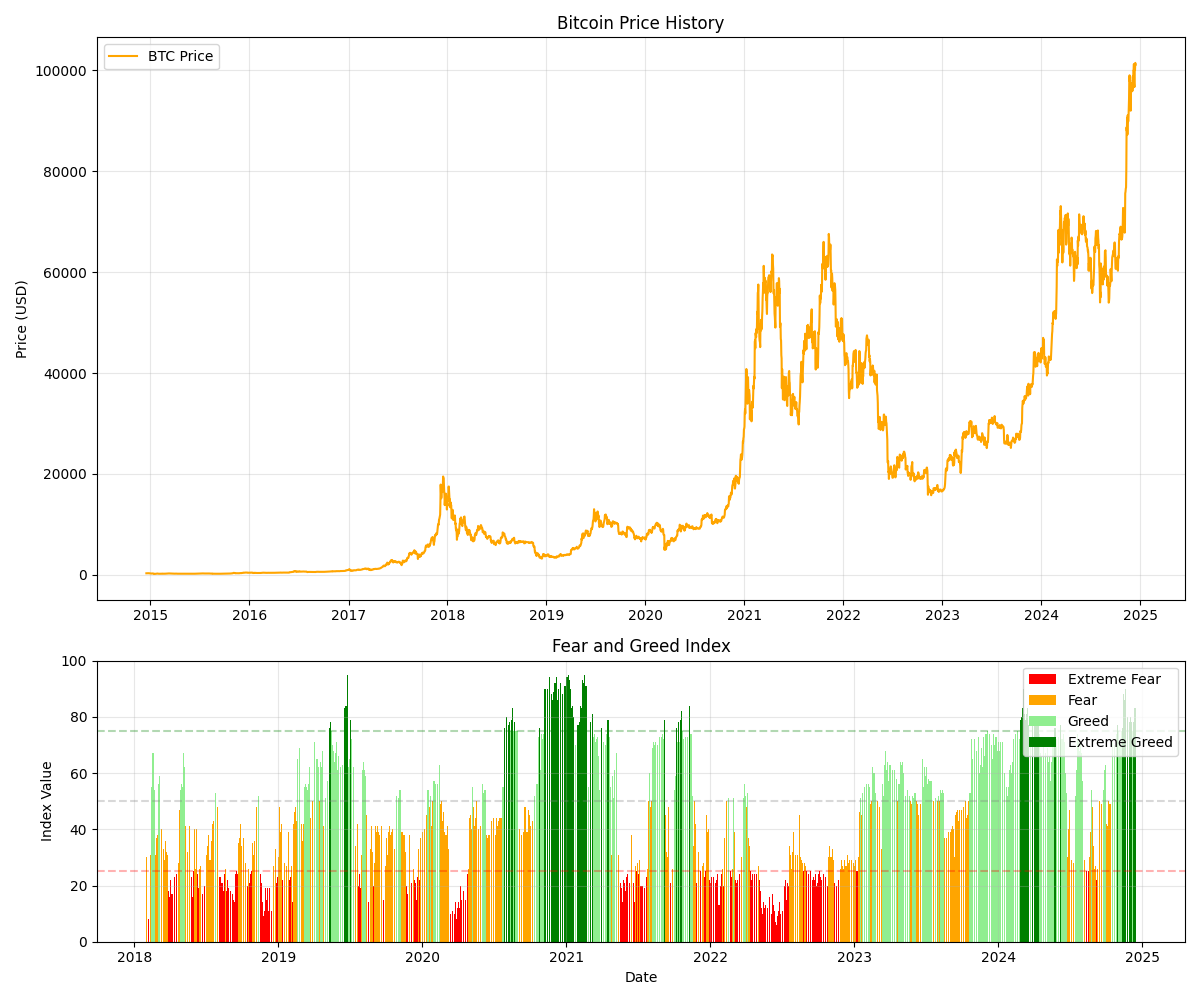 Bitcoin Price History
BTC Price
100000
80000
60000
40000
20000
0
Price (USD)
2015 2016 2017 2018 2019 2020 2021 2022 2023 2024 2025
Fear and Greed Index
Extreme Fear
Fear
Greed
Extreme Greed
100
80
60
40
20
0
Index Value
2018 2019 2020 2021 2022 2023 2024 2025
Date